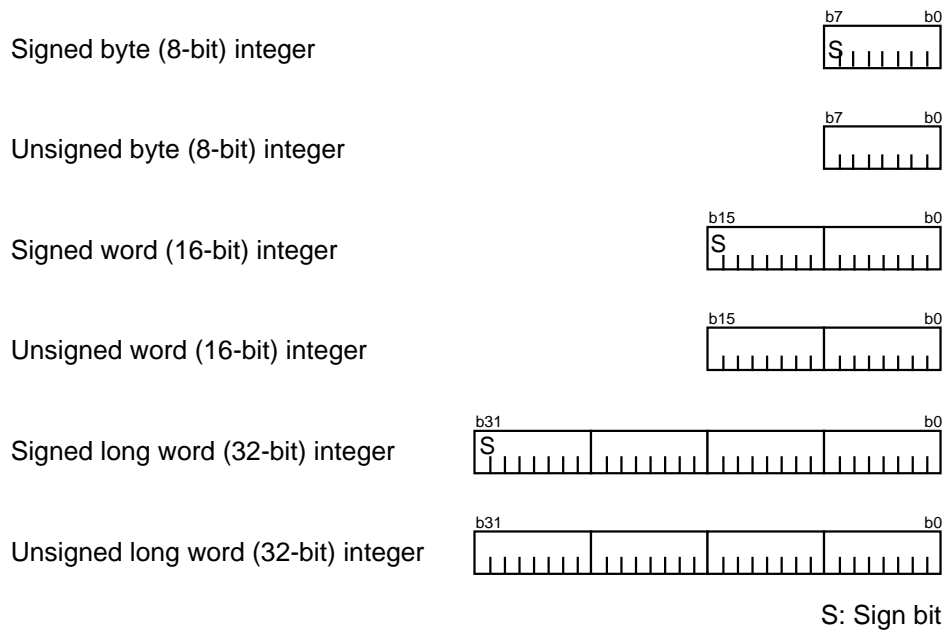 b7 b0
Signed byte (8-bit) integer S
b7 b0
Unsigned byte (8-bit) integer
b15 b0
Signed word (16-bit) integer S
b15 b0
Unsigned word (16-bit) integer
b31 b0
Signed long word (32-bit) integer S
b31 b0
Unsigned long word (32-bit) integer
S: Sign bit